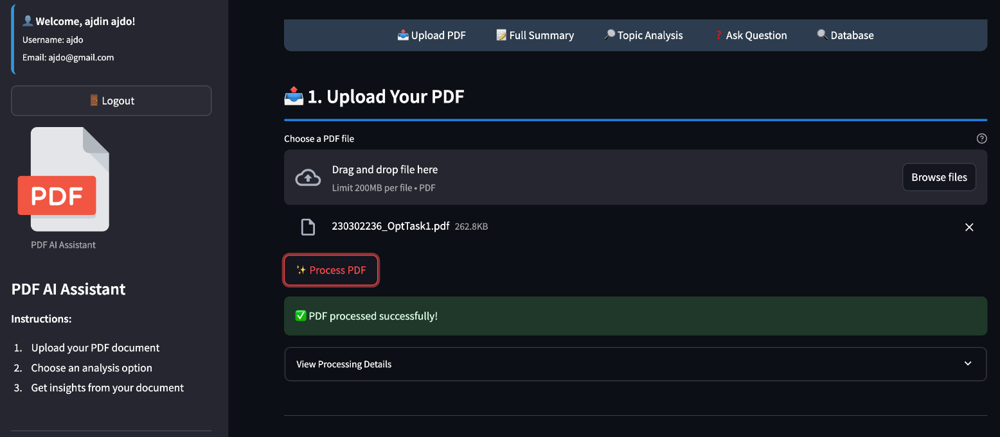 👤 Welcome, ajdin ajdo!
Username: ajdo
Email: ajdo@gmail.com
🚪 Logout
PDF
PDF AI Assistant
PDF AI Assistant
Instructions:
1. Upload your PDF document
2. Choose an analysis option
3. Get insights from your document
📤 Upload PDF 📝 Full Summary 🔎 Topic Analysis ❓ Ask Question 🔍 Database
📤 1. Upload Your PDF
Choose a PDF file
Drag and drop file here
Limit 200MB per file • PDF
Browse files
230302236_OptTask1.pdf 262.8KB
✨ Process PDF
✅ PDF processed successfully!
View Processing Details